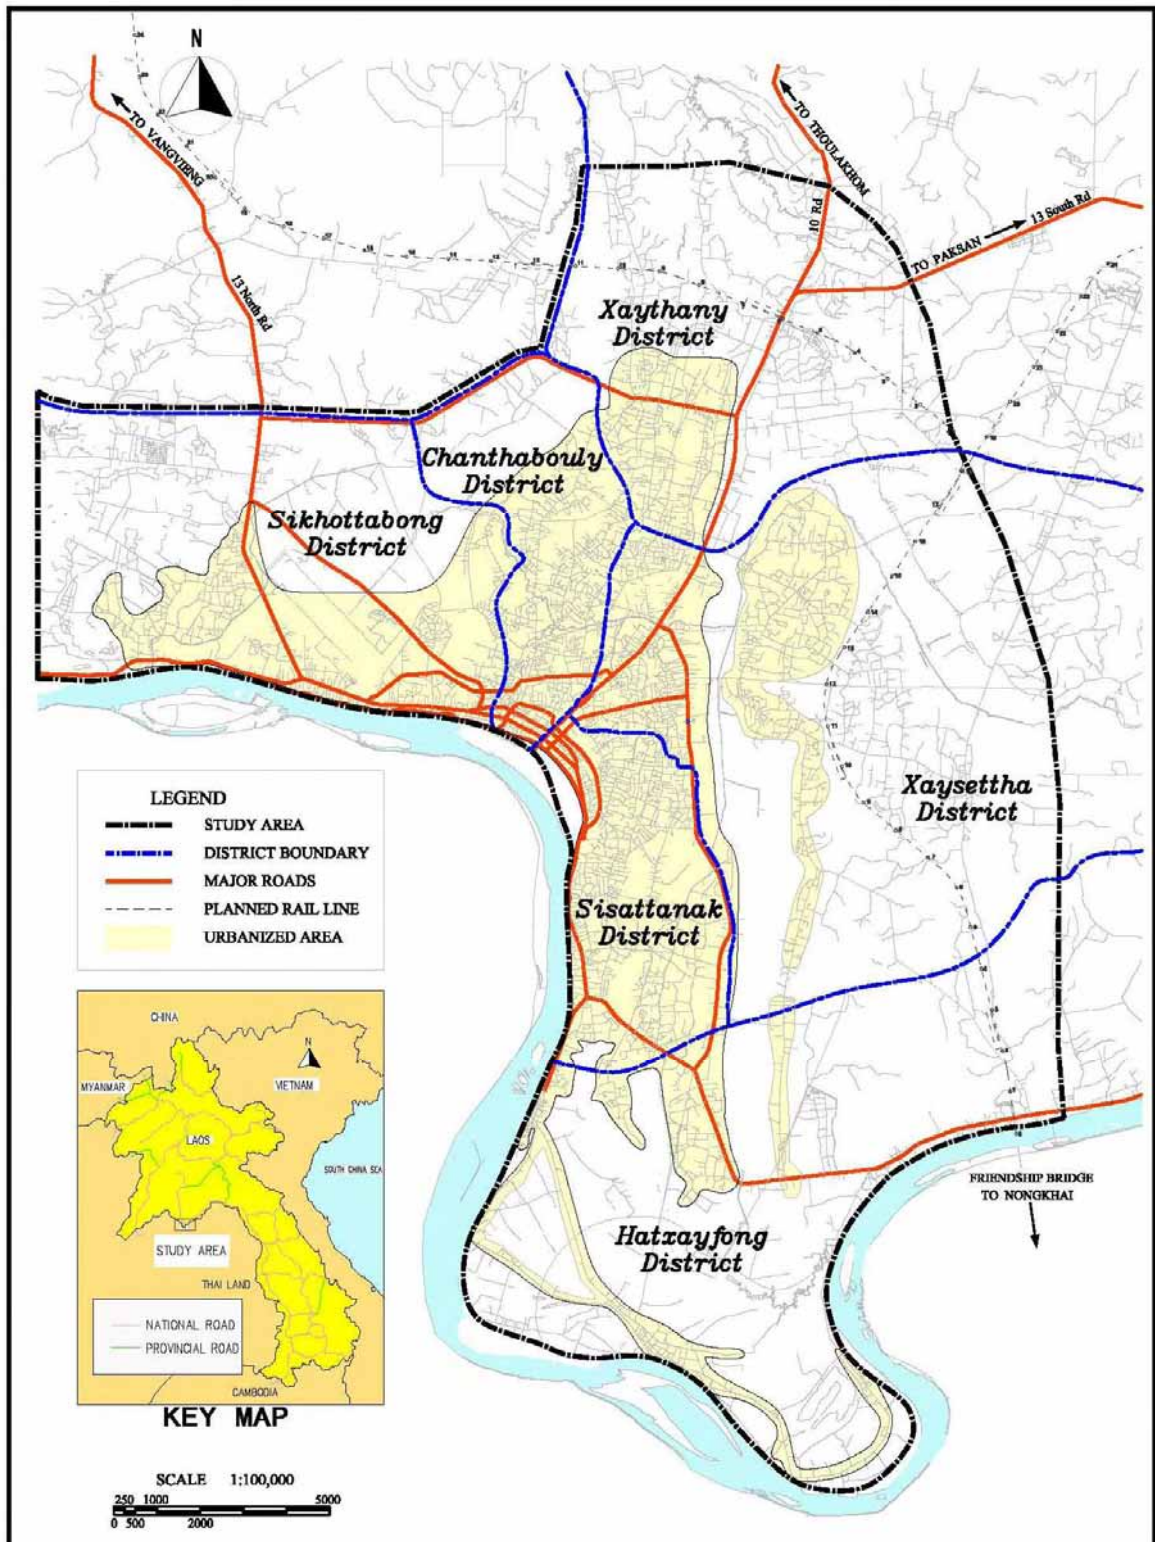 N
TO VANGVIENG
TO THOULAKHOM
10 Rd
13 South Rd
TO PAKSAN
13 North Rd
Xaythany
District
Chanthabouly
District
Sikhottabong
District
Xaysettha
District
Sisattanak
District
Hatxayfong
District
FRIENDSHIP BRIDGE
TO NONGKHAI
LEGEND
STUDY AREA
DISTRICT BOUNDARY
MAJOR ROADS
PLANNED RAIL LINE
URBANIZED AREA
CHINA
N
MYANMAR
VIETNAM
LAOS
SOUTH CHINA SEA
STUDY AREA
THAILAND
NATIONAL ROAD
PROVINCIAL ROAD
CAMBODIA
KEY MAP
SCALE 1:100,000
250 1000 5000
0 500 2000